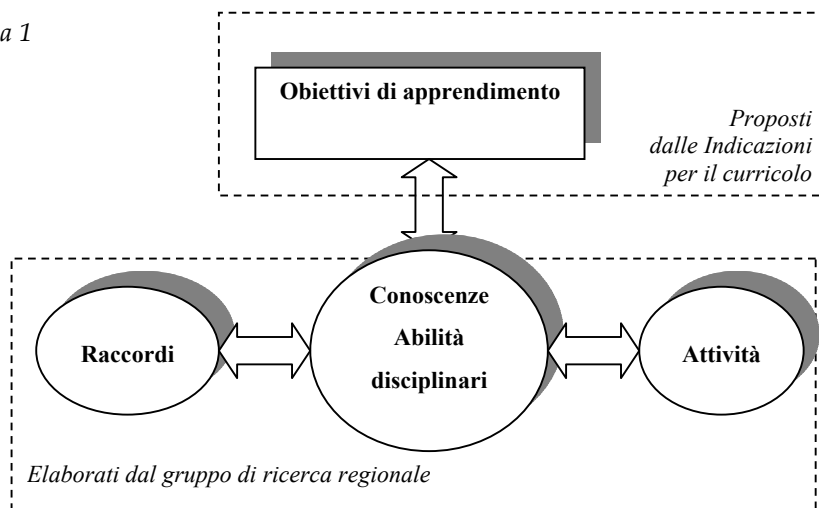 a 1
Obiettivi di apprendimento
Proposti
dalle Indicazioni
per il curricolo
Conoscenze
Abilità
disciplinari
Raccordi
Attività
Elaborati dal gruppo di ricerca regionale